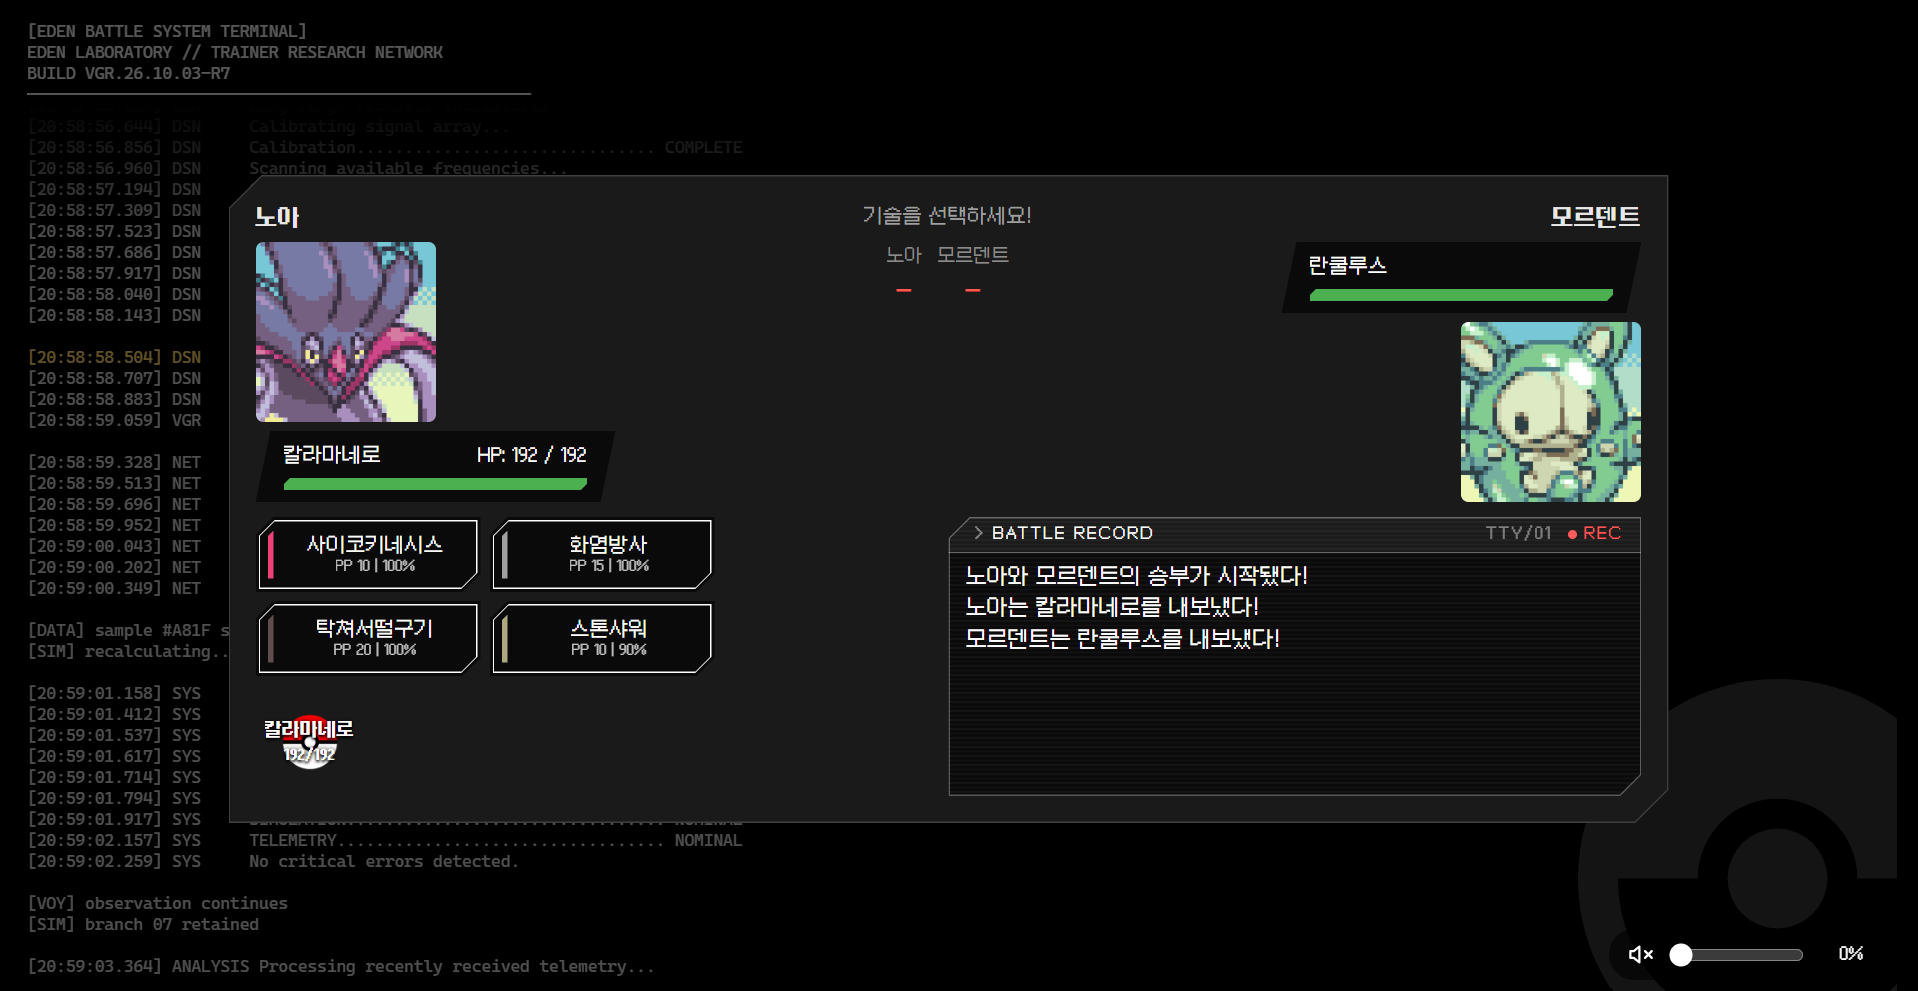 [EDEN BATTLE SYSTEM TERMINAL]
EDEN LABORATORY // TRAINER RESEARCH NETWORK
BUILD VGR.26.10.03-R7
[20:58:56.644] DSN Calibrating signal array...
[20:58:56.856] DSN Calibration............................... COMPLETE
[20:58:56.960] DSN Scanning available frequencies...
[20:58:57.194] DSN
[20:58:57.309] DSN
[20:58:57.523] DSN
[20:58:57.686] DSN
[20:58:57.917] DSN
[20:58:58.040] DSN
[20:58:58.143] DSN
[20:58:58.504] DSN
[20:58:58.707] DSN
[20:58:58.883] DSN
[20:58:59.059] VGR
[20:58:59.328] NET
[20:58:59.513] NET
[20:58:59.696] NET
[20:58:59.952] NET
[20:59:00.043] NET
[20:59:00.202] NET
[20:59:00.349] NET
[DATA] sample #A81F s
[SIM] recalculating..
[20:59:01.158] SYS
[20:59:01.412] SYS
[20:59:01.537] SYS
[20:59:01.617] SYS
[20:59:01.714] SYS
[20:59:01.794] SYS
[20:59:01.917] SYS SIMULATION................................ NOMINAL
[20:59:02.157] SYS TELEMETRY.................................. NOMINAL
[20:59:02.259] SYS No critical errors detected.
[VOY] observation continues
[SIM] branch 07 retained
[20:59:03.364] ANALYSIS Processing recently received telemetry...
노아
기술을 선택하세요!
노아 모르덴트
– –
모르덴트
란쿨루스
칼라마네로 HP: 192 / 192
사이코키네시스
PP 10 | 100%
화염방사
PP 15 | 100%
탁쳐서떨구기
PP 20 | 100%
스톤샤워
PP 10 | 90%
칼라마네로
192/192
> BATTLE RECORD TTY/01 ● REC
노아와 모르덴트의 승부가 시작됐다!
노아는 칼라마네로를 내보냈다!
모르덴트는 란쿨루스를 내보냈다!
0%